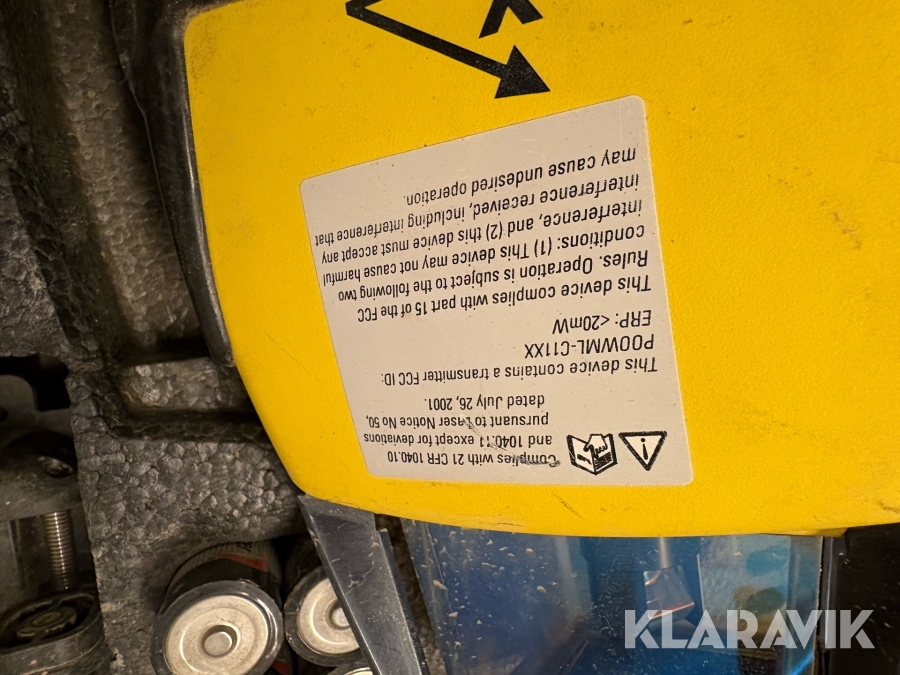 Complies with 21 CFR 1040.10
and 1040.11 except for deviations
pursuant to Laser Notice No 50,
dated July 26, 2001.
This device contains a transmitter FCC ID:
POOWML-C11XX
ERP: <20mW
This device complies with part 15 of the FCC
Rules. Operation is subject to the following two
conditions: (1) This device may not cause harmful
interference, and, (2) this device must accept any
interference received, including interference that
may cause undesired operation.
KLARAVIK